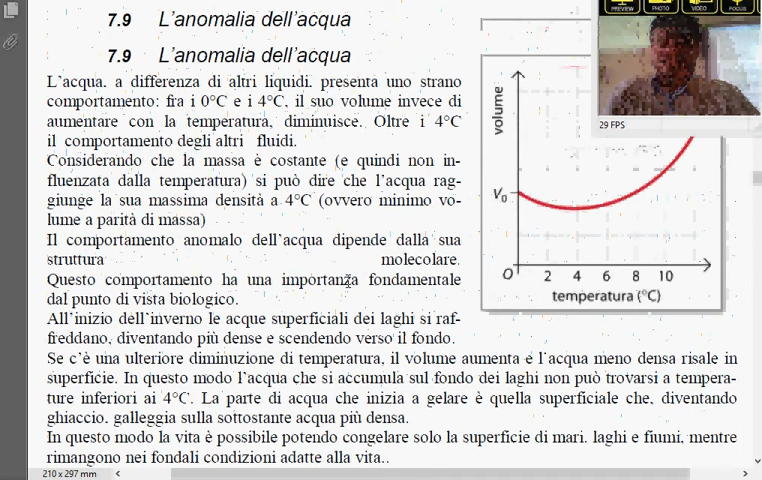 7.9 L'anomalia dell'acqua
7.9 L'anomalia dell'acqua
L'acqua, a differenza di altri liquidi, presenta uno strano
comportamento: fra i 0°C e i 4°C, il suo volume invece di
aumentare con la temperatura, diminuisce. Oltre i 4°C
il comportamento degli altri fluidi.
Considerando che la massa è costante (e quindi non in-
fluenzata dalla temperatura) si può dire che l'acqua rag-
giunge la sua massima densità a 4°C (ovvero minimo vo-
lume a parità di massa)
Il comportamento anomalo dell'acqua dipende dalla sua
struttura molecolare.
Questo comportamento ha una importanza fondamentale
dal punto di vista biologico.
All'inizio dell'inverno le acque superficiali dei laghi si raf-
freddano, diventando più dense e scendendo verso il fondo.
Se c'è una ulteriore diminuzione di temperatura, il volume aumenta e l'acqua meno densa risale in
superficie. In questo modo l'acqua che si accumula sul fondo dei laghi non può trovarsi a tempera-
ture inferiori ai 4°C. La parte di acqua che inizia a gelare è quella superficiale che, diventando
ghiaccio, galleggia sulla sottostante acqua più densa.
In questo modo la vita è possibile potendo congelare solo la superficie di mari, laghi e fiumi, mentre
rimangono nei fondali condizioni adatte alla vita..
volume
V0
O 2 4 6 8 10
temperatura (°C)
PREVIEW PHOTO VIDEO FOCUS
29 FPS
210 x 297 mm